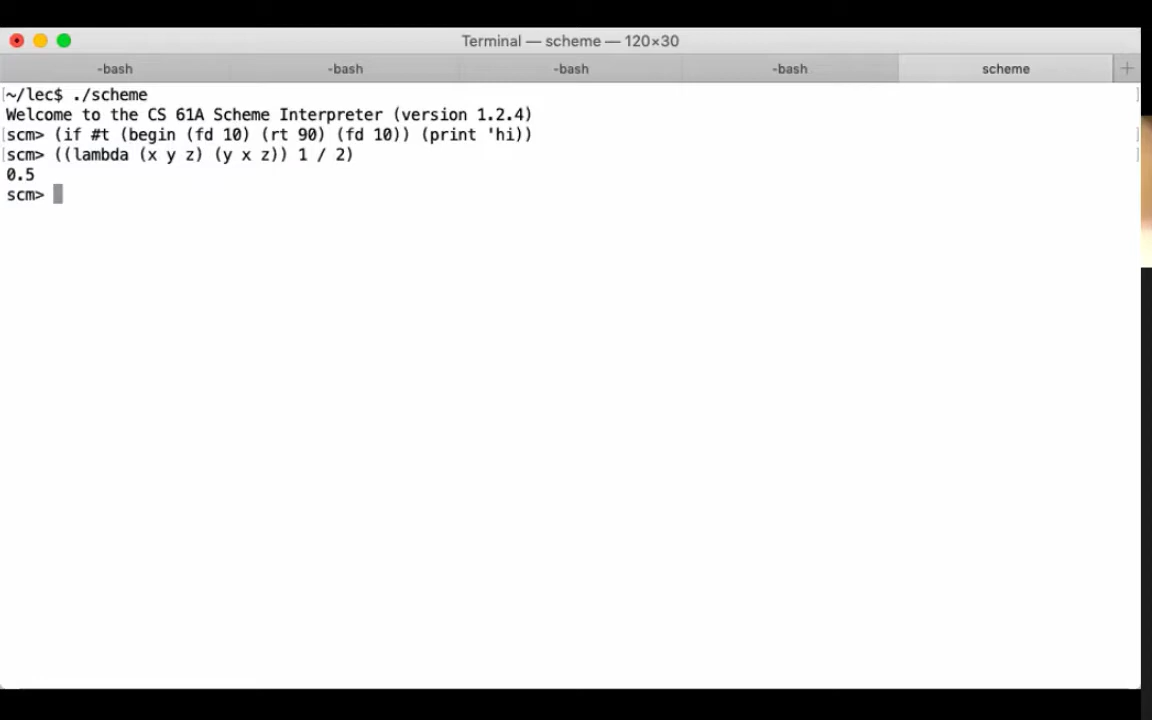 Terminal — scheme — 120×30
-bash -bash -bash -bash scheme +
~/lec$ ./scheme
Welcome to the CS 61A Scheme Interpreter (version 1.2.4)
scm> (if #t (begin (fd 10) (rt 90) (fd 10)) (print 'hi))
scm> ((lambda (x y z) (y x z)) 1 / 2)
0.5
scm>